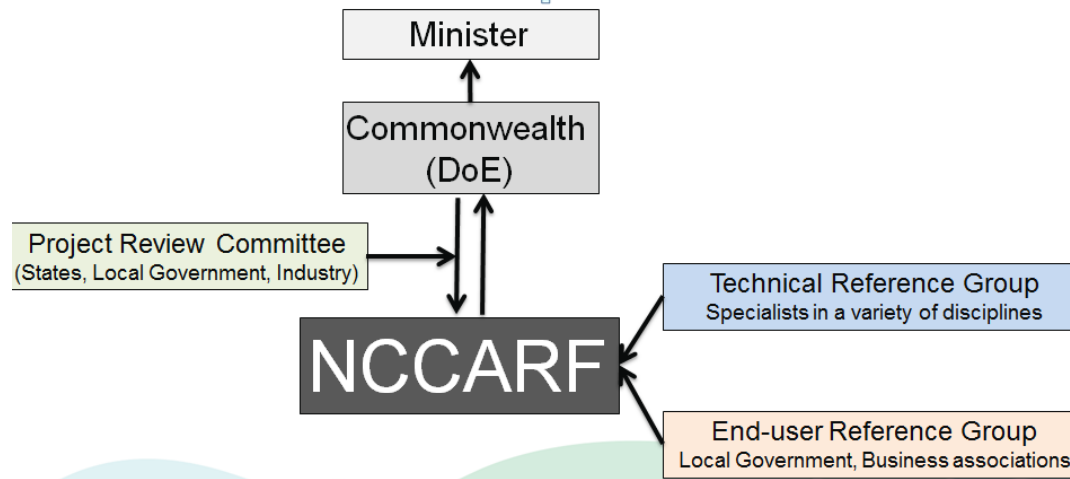 Minister
Commonwealth
(DoE)
Project Review Committee
(States, Local Government, Industry)
NCCARF
Technical Reference Group
Specialists in a variety of disciplines
End-user Reference Group
Local Government, Business associations